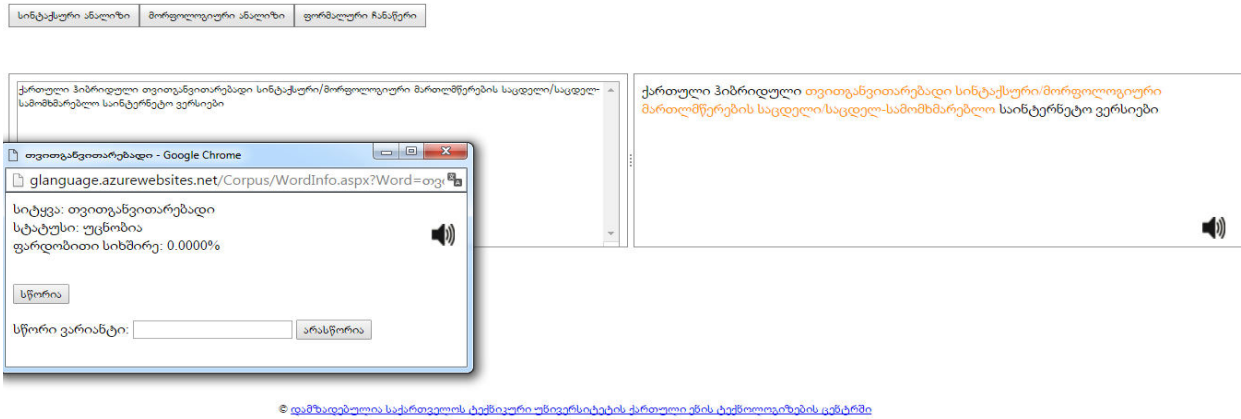 სინტაქსური ანალიზი
მორფოლოგიური ანალიზი
ფორმალური ჩანაწერი
ქართული ჰიბრიდული თვითგანვითარებადი სინტაქსური/მორფოლოგიური მართლმწერების საცდელი/საცდელ-
სამომხმარებლო საინტერნეტო ვერსიები
ქართული ჰიბრიდული თვითგანვითარებადი სინტაქსური/მორფოლოგიური
მართლმწერების საცდელი/საცდელ-სამომხმარებლო საინტერნეტო ვერსიები
თვითგანვითარებადი - Google Chrome
glanguage.azurewebsites.net/Corpus/WordInfo.aspx?Word=თვი
სიტყვა: თვითგანვითარებადი
სტატუსი: უცნობია
ფარდობითი სიხშირე: 0.0000%
სწორია
სწორი ვარიანტი:
არასწორია
© დამზადებულია საქართველოს ტექნიკური უნივერსიტეტის ქართული ენის ტექნოლოგიზების ცენტრში